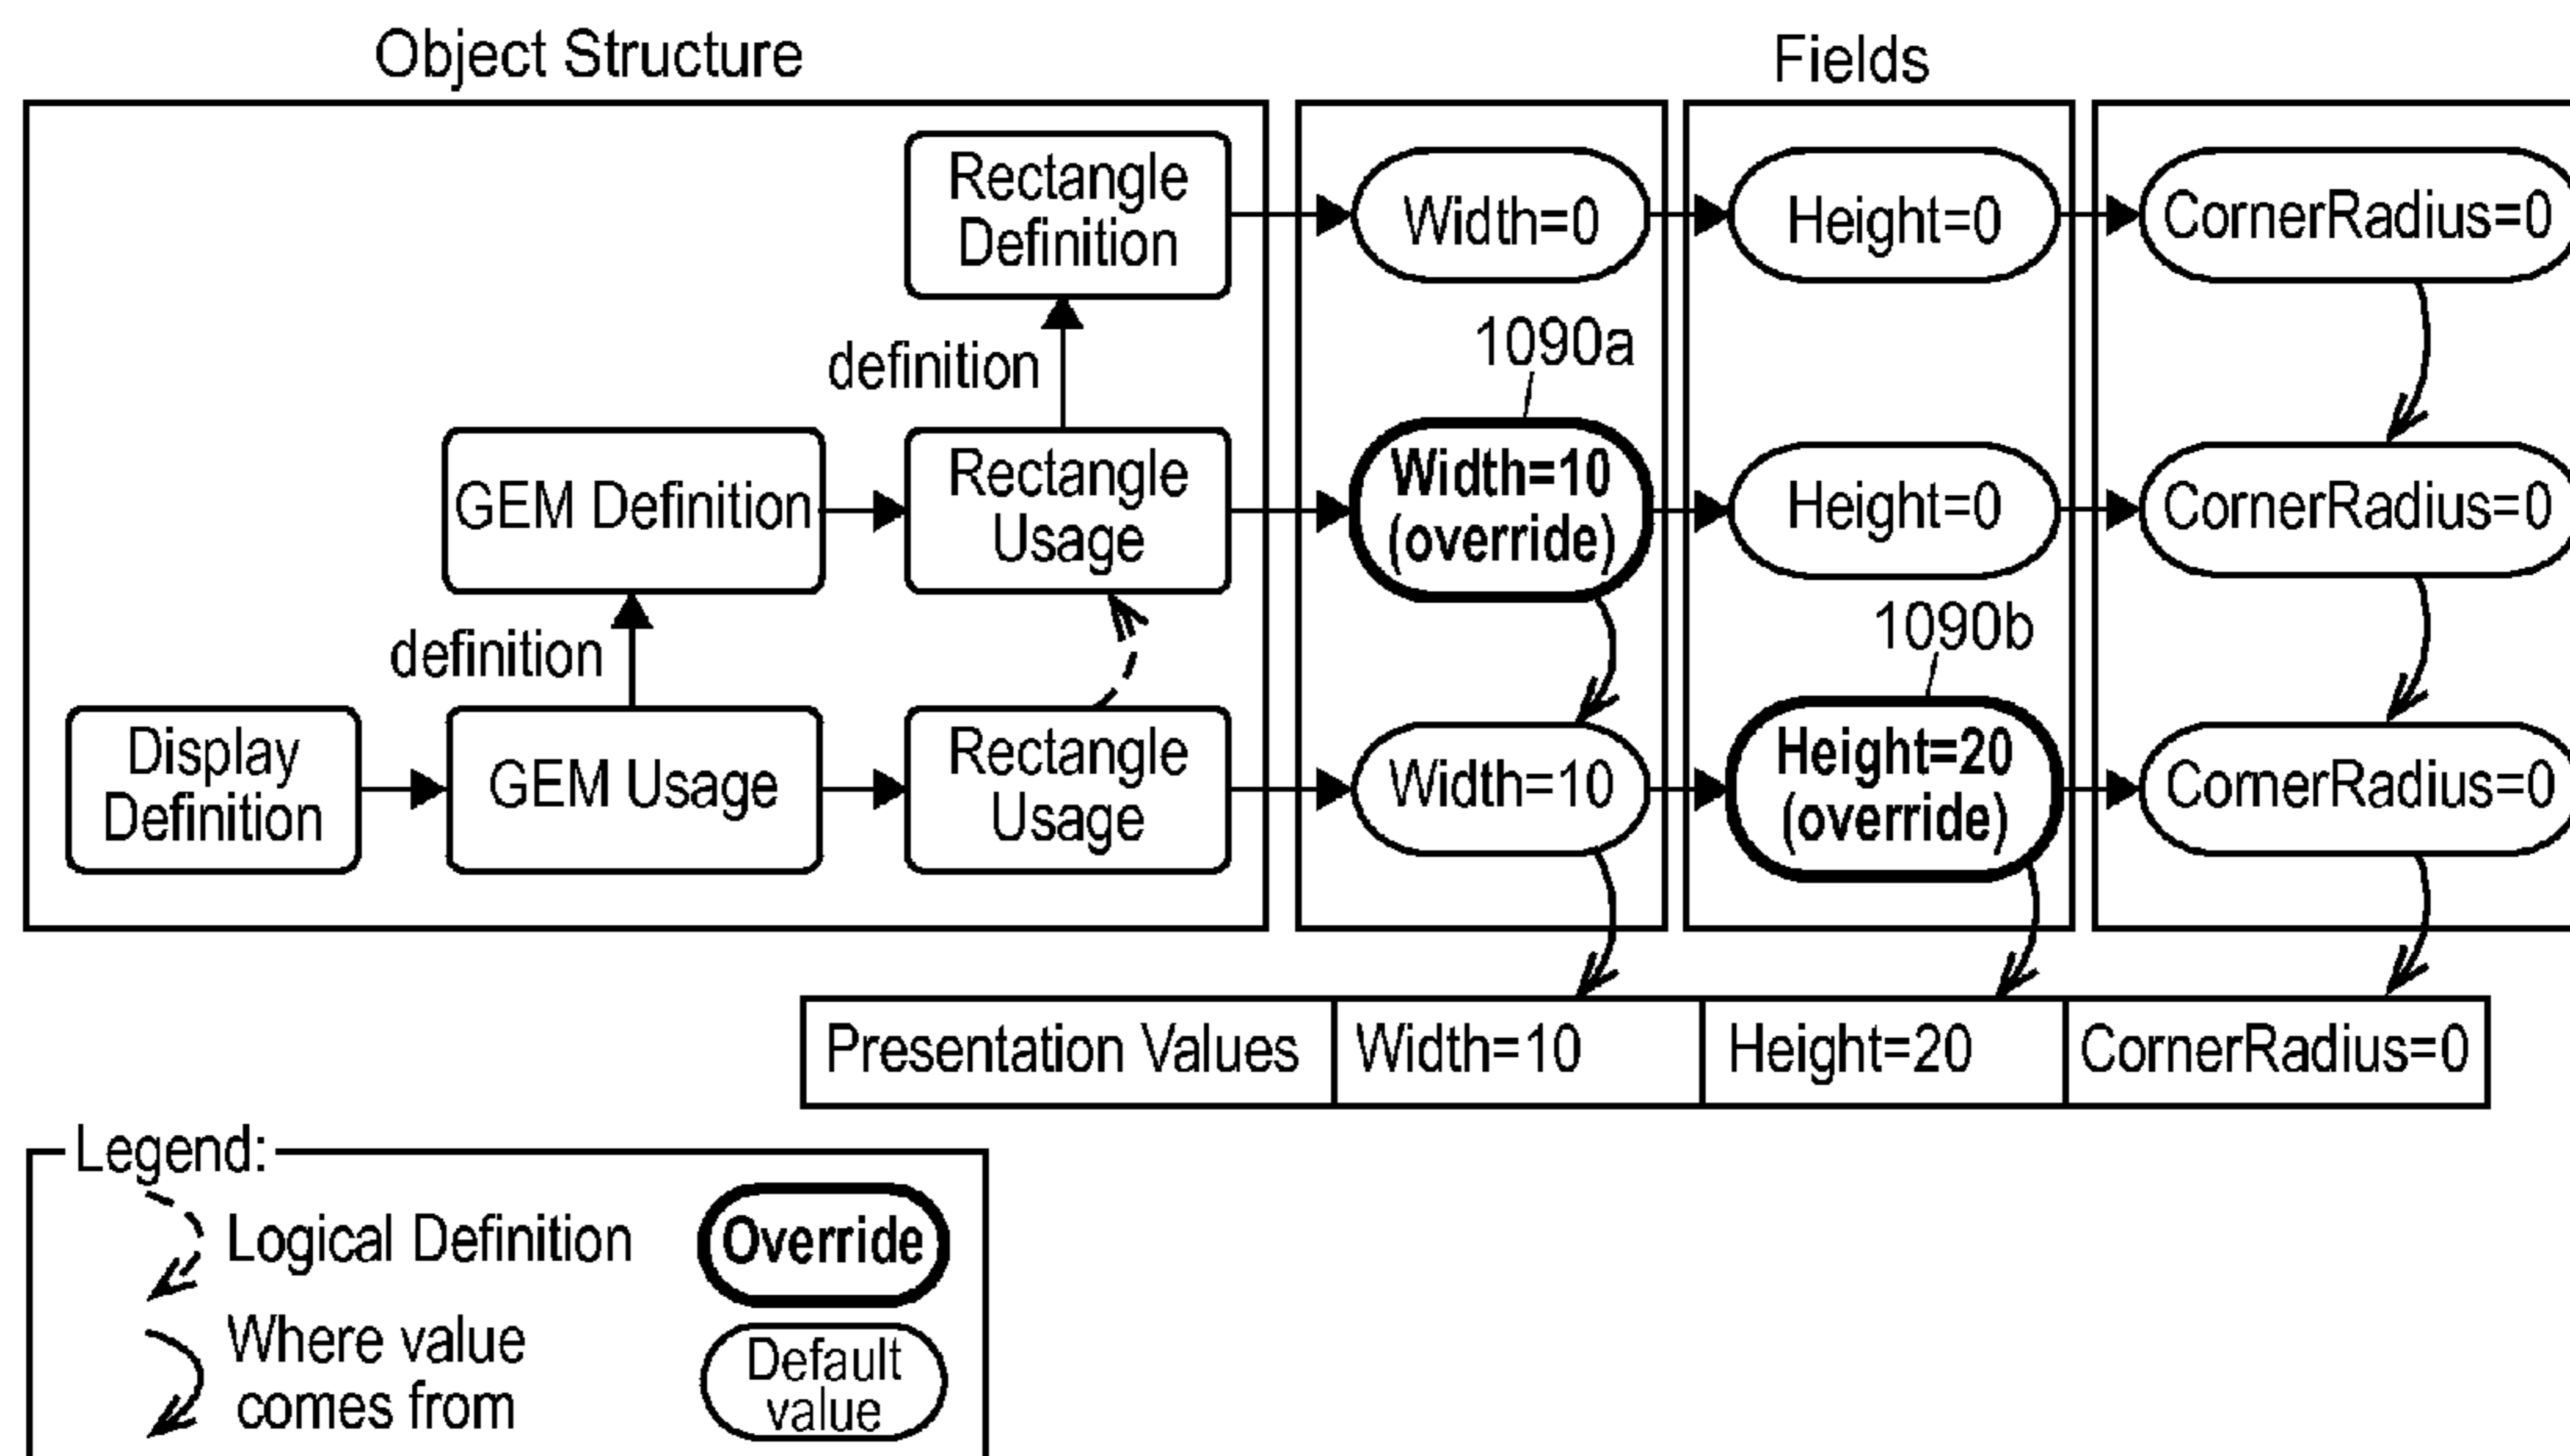 Object Structure
Fields
Rectangle
Definition
Width=0
Height=0
CornerRadius=0
definition
1090a
GEM Definition
Rectangle
Usage
Width=10
(override)
Height=0
CornerRadius=0
definition
1090b
Display
Definition
GEM Usage
Rectangle
Usage
Width=10
Height=20
(override)
CornerRadius=0
Presentation Values
Width=10
Height=20
CornerRadius=0
Legend:
Logical Definition
Override
Where value
comes from
Default
value